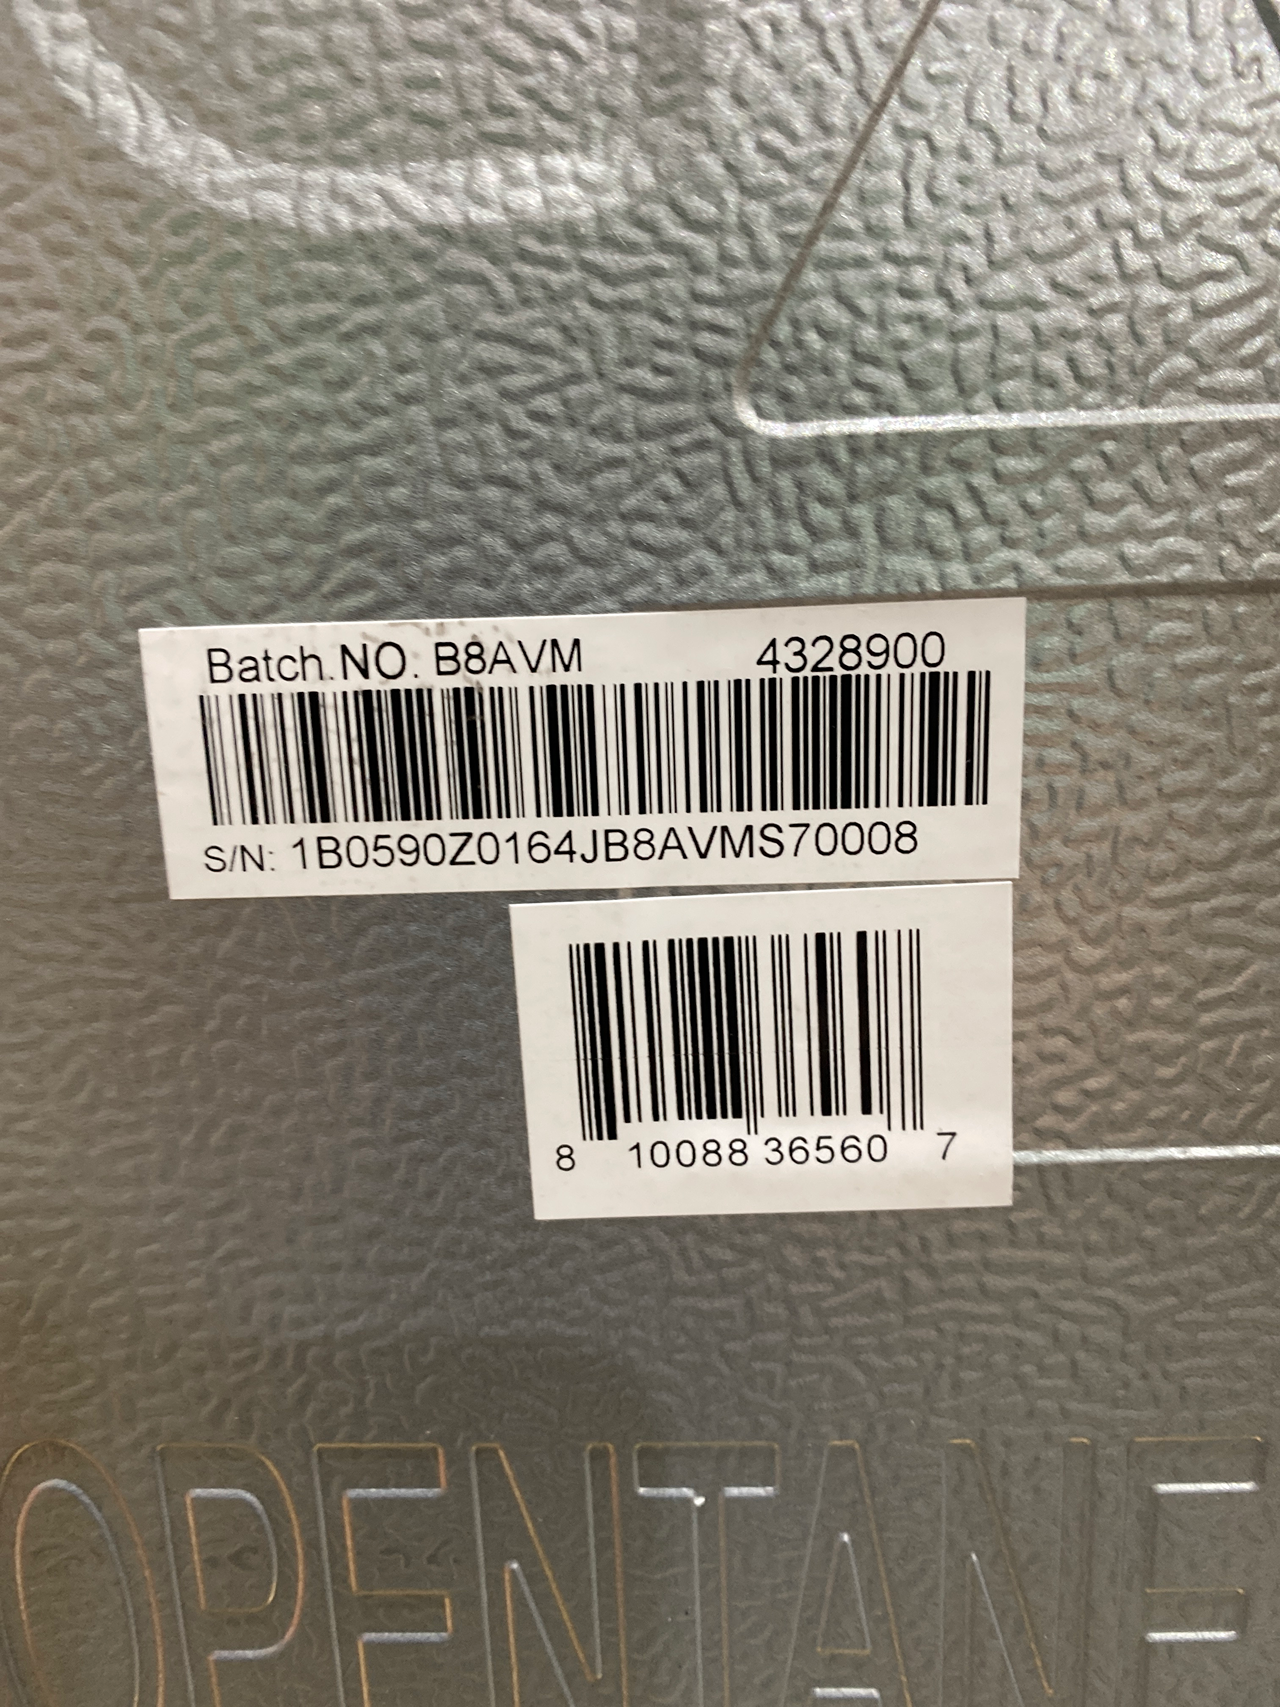 Batch.NO. B8AVM 4328900
S/N: 1B0590Z0164JB8AVMS70008
8 10088 36560 7
OPENTANE